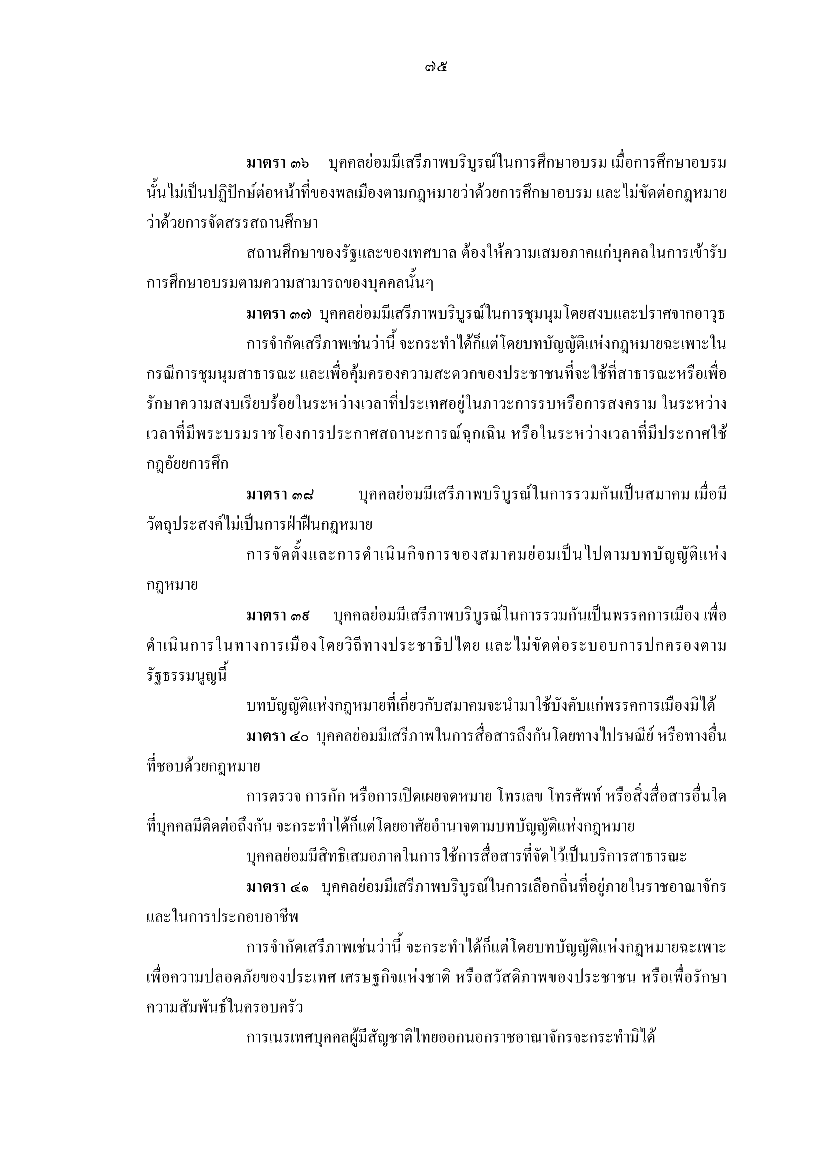 ๗๕
มาตรา ๓๖ บุคคลย่อมมีเสรีภาพบริบูรณ์ในการศึกษาอบรม เมื่อการศึกษาอบรม
นั้นไม่เป็นปฏิปักษ์ต่อหน้าที่ของพลเมืองตามกฎหมายว่าด้วยการศึกษาอบรม และไม่ขัดต่อกฎหมาย
ว่าด้วยการจัดสรรสถานศึกษา
สถานศึกษาของรัฐและของเทศบาล ต้องให้ความเสมอภาคแก่บุคคลในการเข้ารับ
การศึกษาอบรมตามความสามารถของบุคคลนั้นๆ
มาตรา ๓๗ บุคคลย่อมมีเสรีภาพบริบูรณ์ในการชุมนุมโดยสงบและปราศจากอาวุธ
การจำกัดเสรีภาพเช่นว่านี้ จะกระทำได้ก็แต่โดยบทบัญญัติแห่งกฎหมายฉะเพาะใน
กรณีการชุมนุมสาธารณะ และเพื่อคุ้มครองความสะดวกของประชาชนที่จะใช้ที่สาธารณะหรือเพื่อ
รักษาความสงบเรียบร้อยในระหว่างเวลาที่ประเทศอยู่ในภาวะการรบหรือการสงคราม ในระหว่าง
เวลาที่มีพระบรมราชโองการประกาศสถานะการณ์ฉุกเฉิน หรือในระหว่างเวลาที่มีประกาศใช้
กฎอัยยการศึก
มาตรา ๓๘ บุคคลย่อมมีเสรีภาพบริบูรณ์ในการรวมกันเป็นสมาคม เมื่อมี
วัตถุประสงค์ไม่เป็นการฝ่าฝืนกฎหมาย
การจัดตั้งและการดำเนินกิจการของสมาคมย่อมเป็นไปตามบทบัญญัติแห่ง
กฎหมาย
มาตรา ๓๙ บุคคลย่อมมีเสรีภาพบริบูรณ์ในการรวมกันเป็นพรรคการเมือง เพื่อ
ดำเนินการในทางการเมืองโดยวิถีทางประชาธิปไตย และไม่ขัดต่อระบอบการปกครองตาม
รัฐธรรมนูญนี้
บทบัญญัติแห่งกฎหมายที่เกี่ยวกับสมาคมจะนำมาใช้บังคับแก่พรรคการเมืองมิได้
มาตรา ๔๐ บุคคลย่อมมีเสรีภาพในการสื่อสารถึงกันโดยทางไปรษณีย์ หรือทางอื่น
ที่ชอบด้วยกฎหมาย
การตรวจ การกัก หรือการเปิดเผยจดหมาย โทรเลข โทรศัพท์ หรือสิ่งสื่อสารอื่นใด
ที่บุคคลมีติดต่อถึงกัน จะกระทำได้ก็แต่โดยอาศัยอำนาจตามบทบัญญัติแห่งกฎหมาย
บุคคลย่อมมีสิทธิเสมอภาคในการใช้การสื่อสารที่จัดไว้เป็นบริการสาธารณะ
มาตรา ๔๑ บุคคลย่อมมีเสรีภาพบริบูรณ์ในการเลือกถิ่นที่อยู่ภายในราชอาณาจักร
และในการประกอบอาชีพ
การจำกัดเสรีภาพเช่นว่านี้ จะกระทำได้ก็แต่โดยบทบัญญัติแห่งกฎหมายฉะเพาะ
เพื่อความปลอดภัยของประเทศ เศรษฐกิจแห่งชาติ หรือสวัสดิภาพของประชาชน หรือเพื่อรักษา
ความสัมพันธ์ในครอบครัว
การเนรเทศบุคคลผู้มีสัญชาติไทยออกนอกราชอาณาจักรจะกระทำมิได้